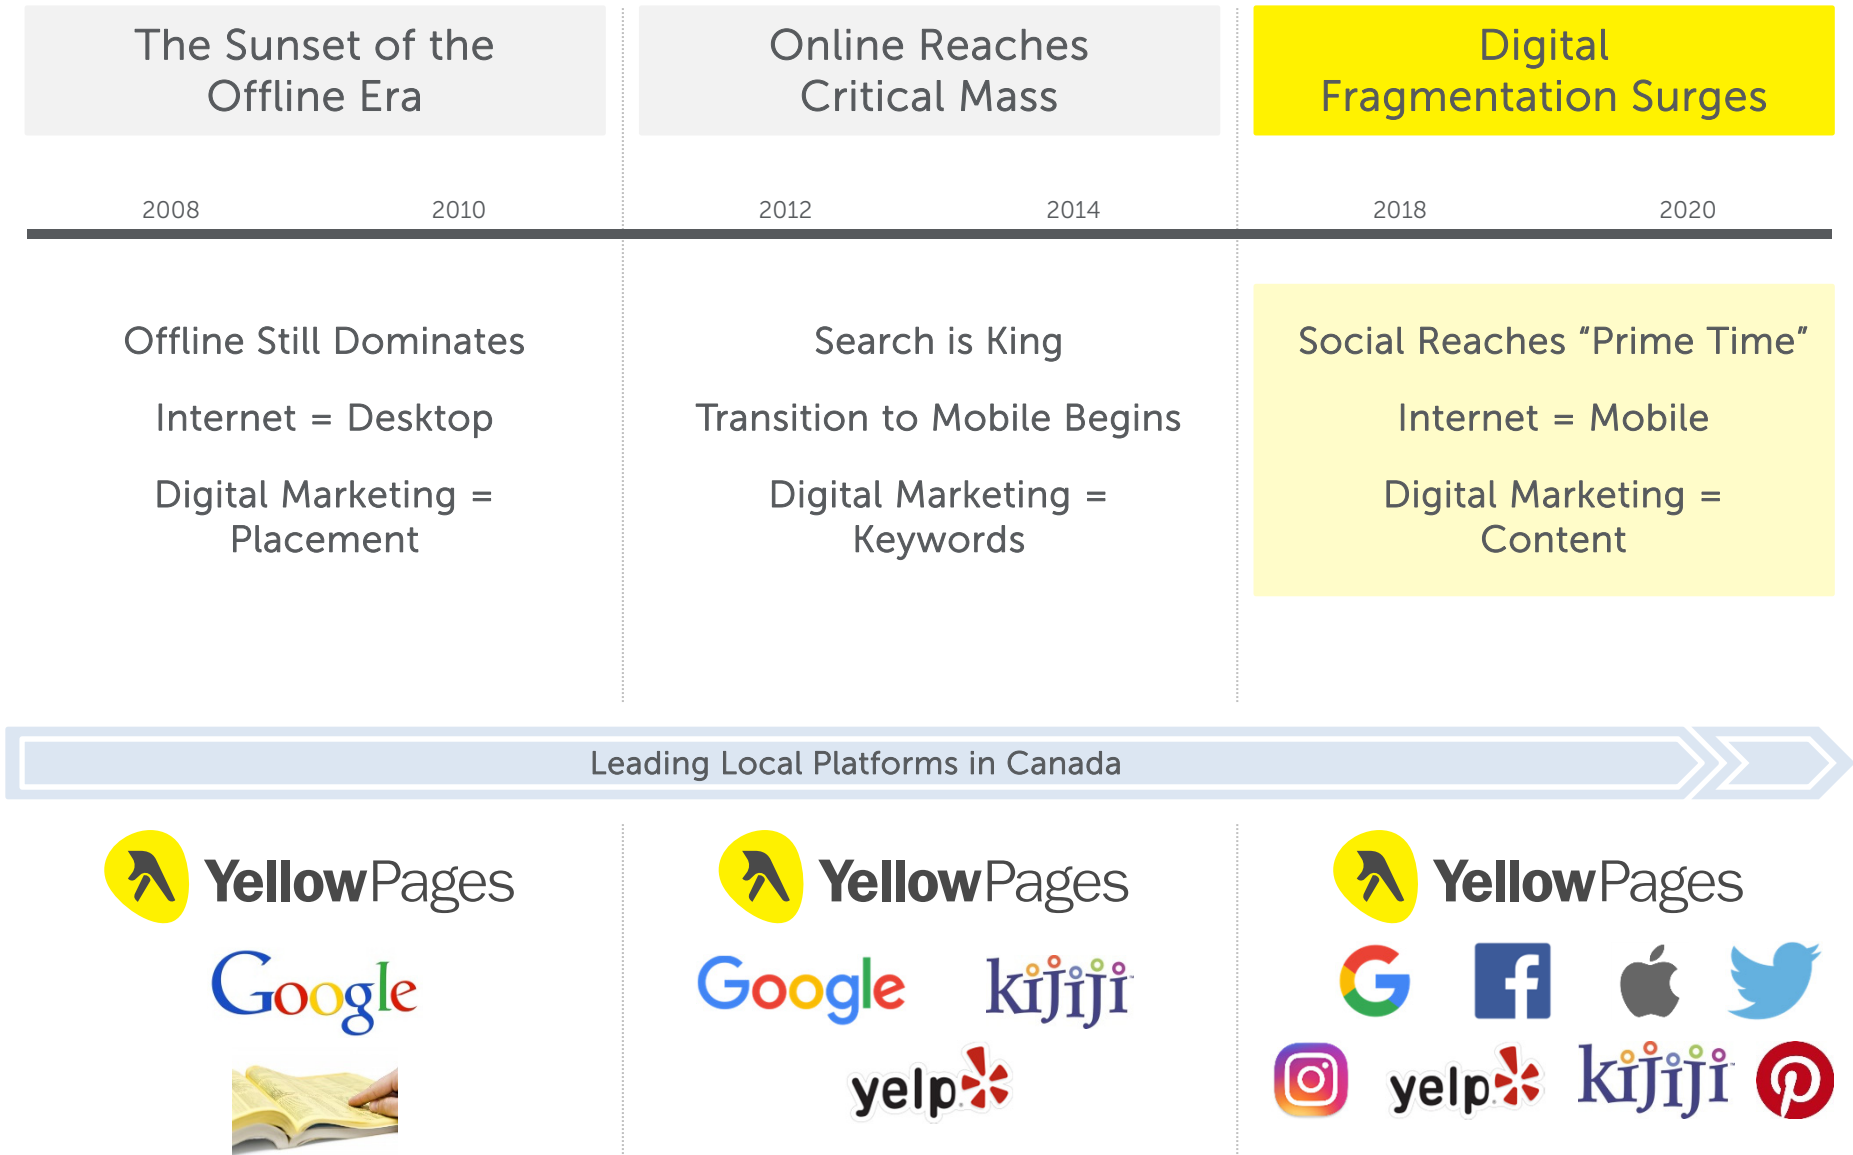 The Sunset of the
Offline Era
Online Reaches
Critical Mass
Digital
Fragmentation Surges
2008
2010
2012
2014
2018
2020
Offline Still Dominates
Internet = Desktop
Digital Marketing =
Placement
Search is King
Transition to Mobile Begins
Digital Marketing =
Keywords
Social Reaches “Prime Time”
Internet = Mobile
Digital Marketing =
Content
Leading Local Platforms in Canada
YellowPages
Google
YellowPages
Google
kijiji
yelp
YellowPages
G
f
yelp
kijiji